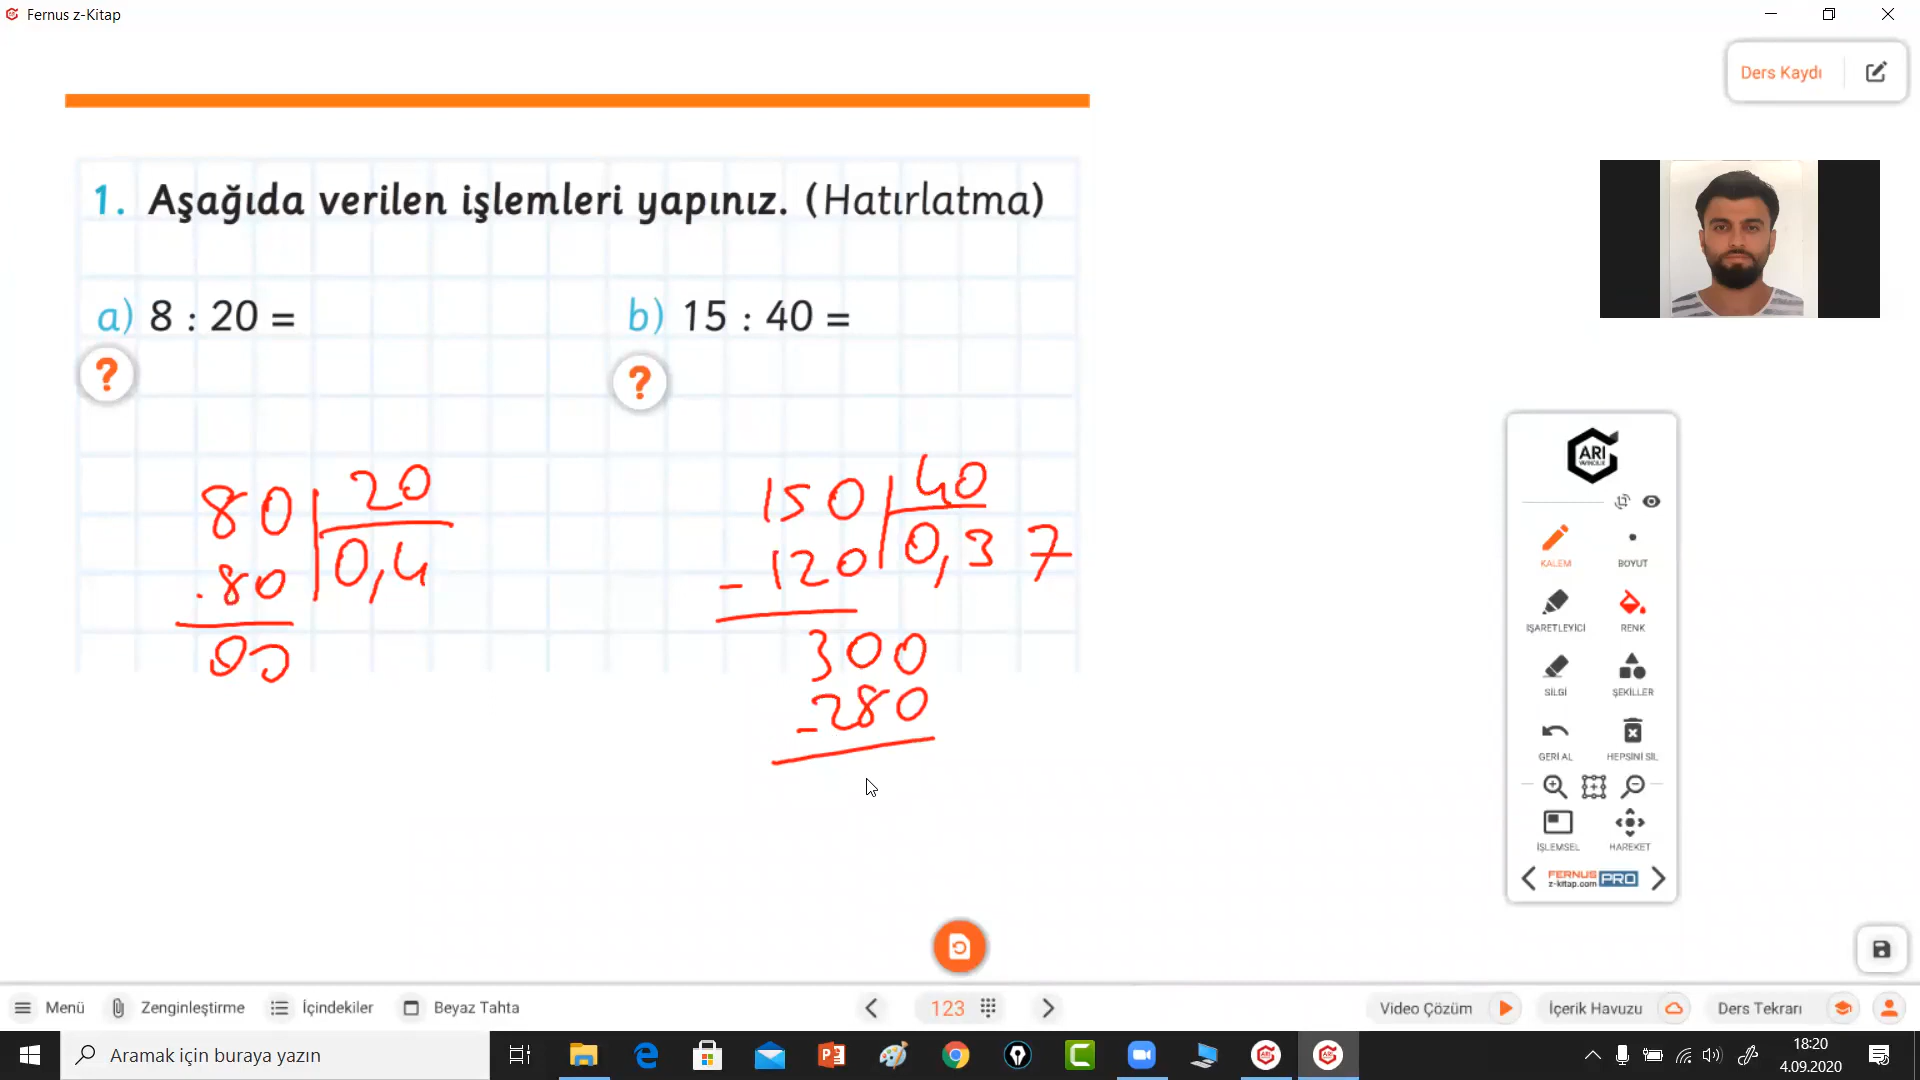 Fernus z-Kitap
Ders Kaydı
1. Aşağıda verilen işlemleri yapınız. (Hatırlatma)
a) 8 : 20 =
b) 15 : 40 =
?
?
80 20
- 80 0,4
00
150 40
- 120 0,37
300
- 280
ARI
YAYINCILIK
KALEM
BOYUT
İŞARETLEYİCİ
RENK
SİLGİ
ŞEKİLLER
GERİ AL
HEPSİNİ SİL
İŞLEMSEL
HAREKET
FERNUS
z-kitap.com PRO
Menü
Zenginleştirme
İçindekiler
Beyaz Tahta
123
Video Çözüm
İçerik Havuzu
Ders Tekrarı
Aramak için buraya yazın
18:20
4.09.2020